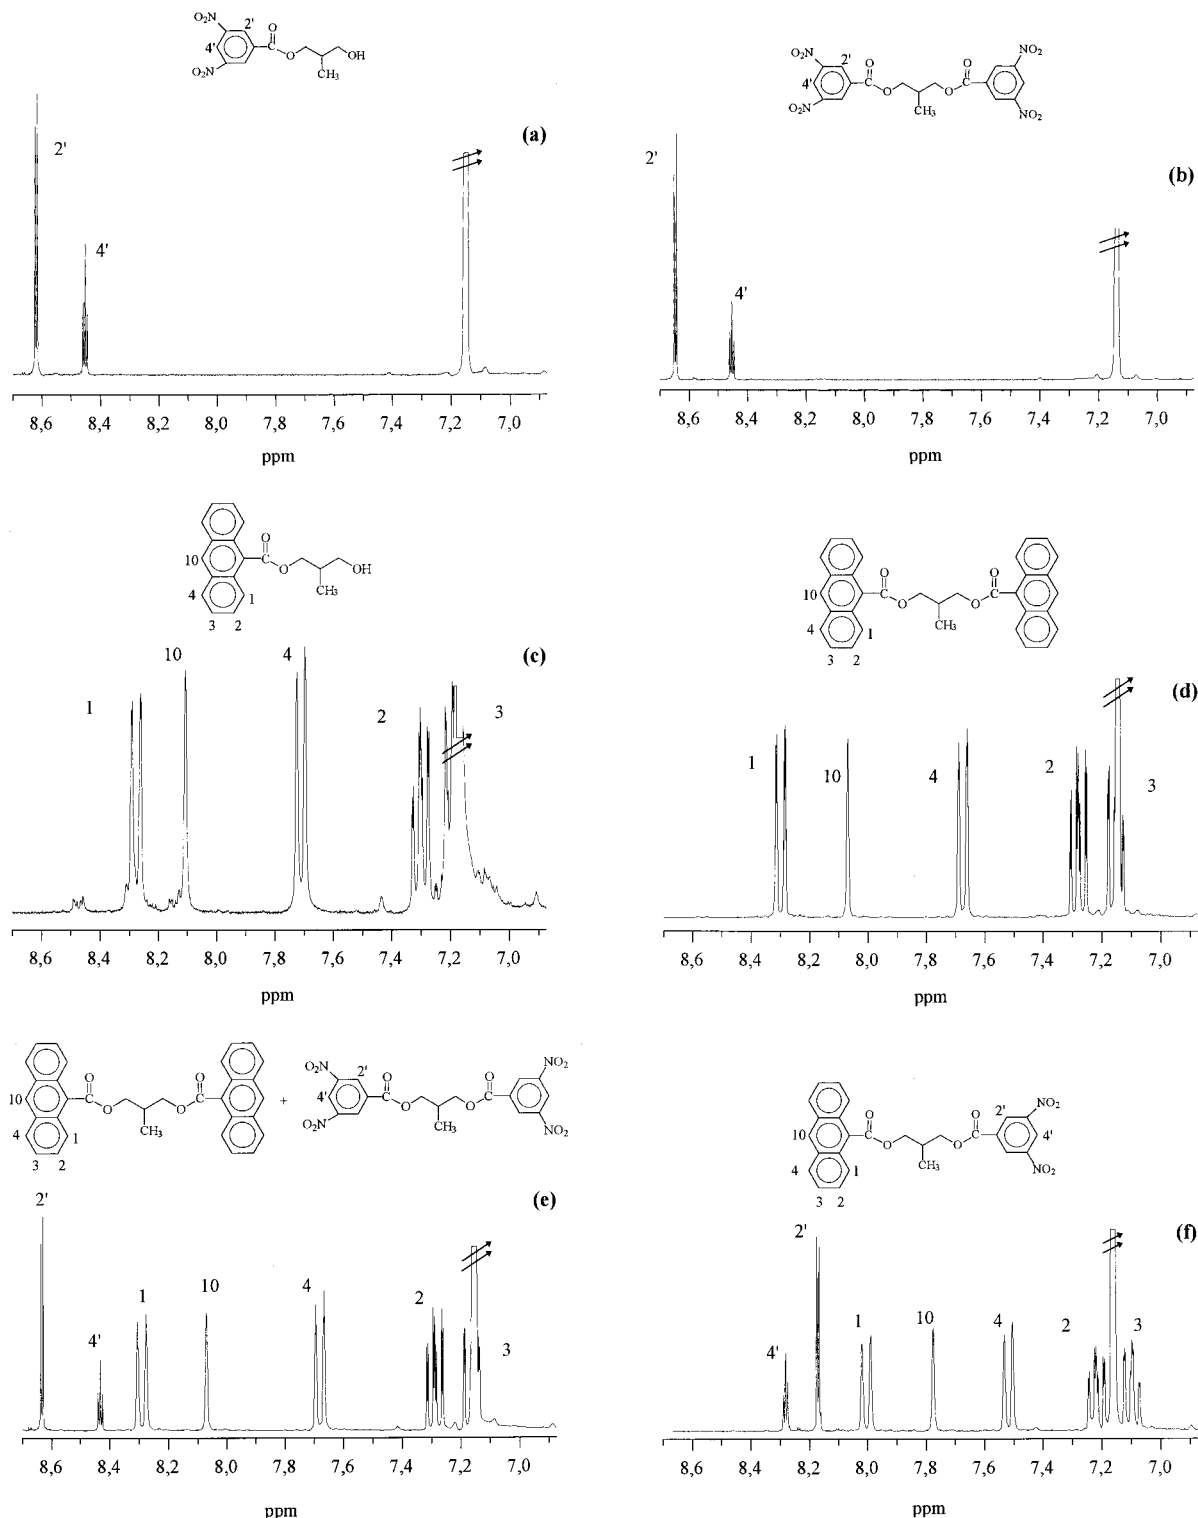 O₂N 2' O
4' C OH
O₂N O CH₃
(a)
2'
4'
8,6 8,4 8,2 8,0 7,8 7,6 7,4 7,2 7,0
ppm
O₂N 2' O O NO₂
4' C C
O₂N O CH₃ O NO₂
(b)
2'
4'
8,6 8,4 8,2 8,0 7,8 7,6 7,4 7,2 7,0
ppm
O
10 C OH
4 1 O CH₃
3 2
(c)
1 10 4 2 3
8,6 8,4 8,2 8,0 7,8 7,6 7,4 7,2 7,0
ppm
O O
10 C C
4 1 O CH₃ O
3 2
(d)
1 10 4 2 3
8,6 8,4 8,2 8,0 7,8 7,6 7,4 7,2 7,0
ppm
O O + O₂N 2' O O NO₂
10 C C 4' C C
4 1 O CH₃ O O₂N O CH₃ O NO₂
3 2
(e)
2' 4' 1 10 4 2 3
8,6 8,4 8,2 8,0 7,8 7,6 7,4 7,2 7,0
ppm
O O 2' NO₂
10 C C 4'
4 1 O CH₃ O NO₂
3 2
(f)
4' 2' 1 10 4 2 3
8,6 8,4 8,2 8,0 7,8 7,6 7,4 7,2 7,0
ppm